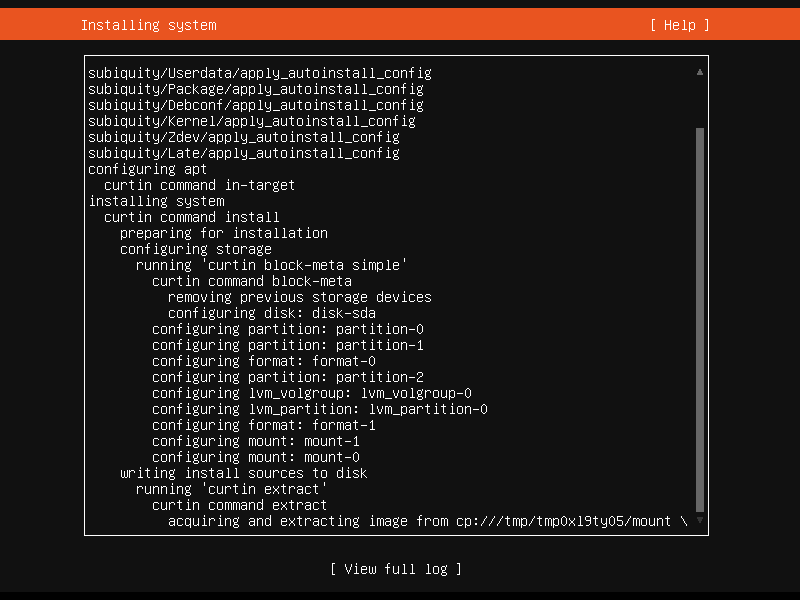 Installing system [ Help ]
subiquity/Userdata/apply_autoinstall_config
subiquity/Package/apply_autoinstall_config
subiquity/Debconf/apply_autoinstall_config
subiquity/Kernel/apply_autoinstall_config
subiquity/Zdev/apply_autoinstall_config
subiquity/Late/apply_autoinstall_config
configuring apt
  curtin command in-target
installing system
  curtin command install
    preparing for installation
    configuring storage
      running 'curtin block-meta simple'
        curtin command block-meta
          removing previous storage devices
          configuring disk: disk-sda
        configuring partition: partition-0
        configuring partition: partition-1
        configuring format: format-0
        configuring partition: partition-2
        configuring lvm_volgroup: lvm_volgroup-0
        configuring lvm_partition: lvm_partition-0
        configuring format: format-1
        configuring mount: mount-1
        configuring mount: mount-0
    writing install sources to disk
      running 'curtin extract'
        curtin command extract
          acquiring and extracting image from cp:///tmp/tmp0xl9ty05/mount \
[ View full log ]